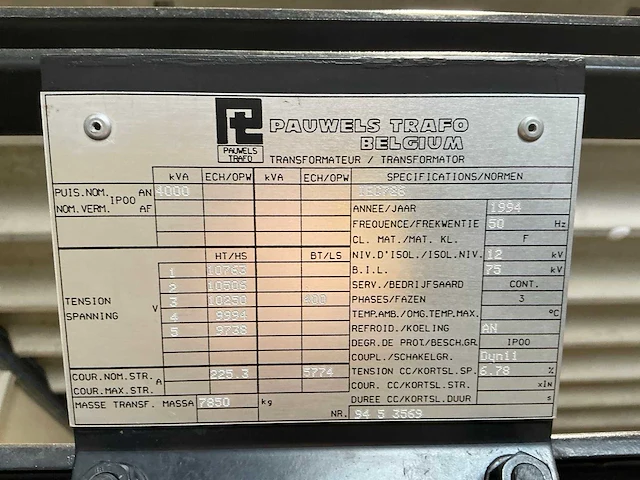 PAUWELS TRAFO
BELGIUM
PAUWELS
TRAFO
TRANSFORMATEUR / TRANSFORMATOR
kVA ECH/OPW kVA ECH/OPW SPECIFICATIONS/NORMEN
PUIS.NOM. IP00 AN 4000 IEC726
NOM.VERM. AF
ANNEE/JAAR 1994
FREQUENCE/FREKWENTIE 50 Hz
CL. MAT./MAT. KL. F
HT/HS BT/LS NIV.D'ISOL./ISOL.NIV. 12 kV
1 10763 B.I.L. 75 kV
2 10506 SERV./BEDRIJFSAARD CONT.
TENSION 3 10250 400 PHASES/FAZEN 3
SPANNING V 4 9994 TEMP.AMB./OMG.TEMP.MAX. °C
5 9738 REFROID./KOELING AN
DEGR.DE PROT/BESCH.GR. IP00
COUPL./SCHAKELGR. Dyn11
COUR.NOM.STR. A 225.3 5774 TENSION CC/KORTSL.SP. 6.78 %
COUR.MAX.STR. COUR. CC/KORTSL.STR. xIN
MASSE TRANSF. MASSA 7850 kg DUREE CC/KORTSL.DUUR s
NR. 94 5 3569